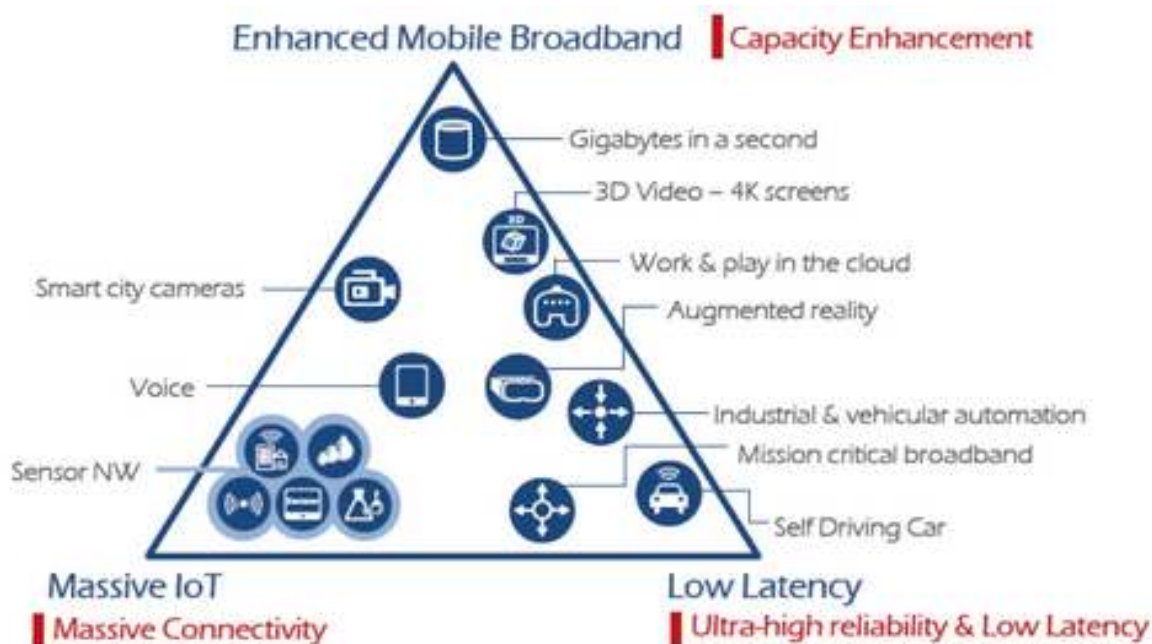 Enhanced Mobile Broadband
Capacity Enhancement
Gigabytes in a second
3D Video – 4K screens
3D
Work & play in the cloud
Smart city cameras
Augmented reality
Voice
Industrial & vehicular automation
Mission critical broadband
Sensor NW
Self Driving Car
Massive IoT
Low Latency
Massive Connectivity
Ultra-high reliability & Low Latency